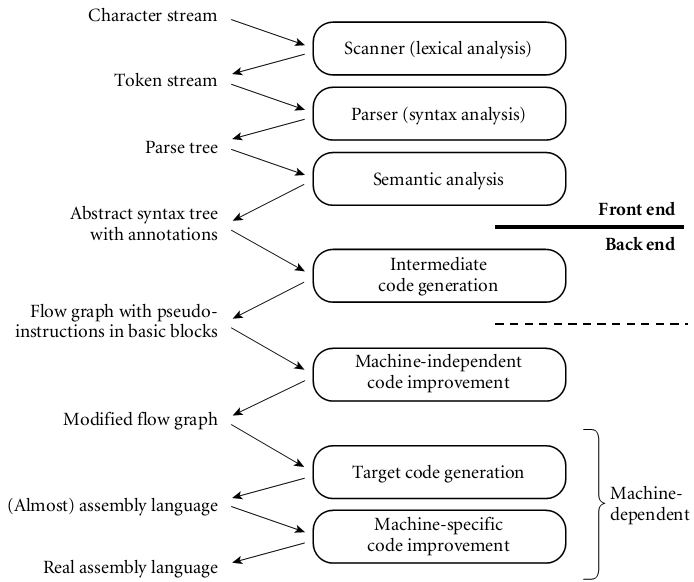 Character stream
Scanner (lexical analysis)
Token stream
Parser (syntax analysis)
Parse tree
Semantic analysis
Abstract syntax tree
with annotations
Front end
Back end
Intermediate
code generation
Flow graph with pseudo-
instructions in basic blocks
Machine-independent
code improvement
Modified flow graph
Target code generation
(Almost) assembly language
Machine-
dependent
Machine-specific
code improvement
Real assembly language